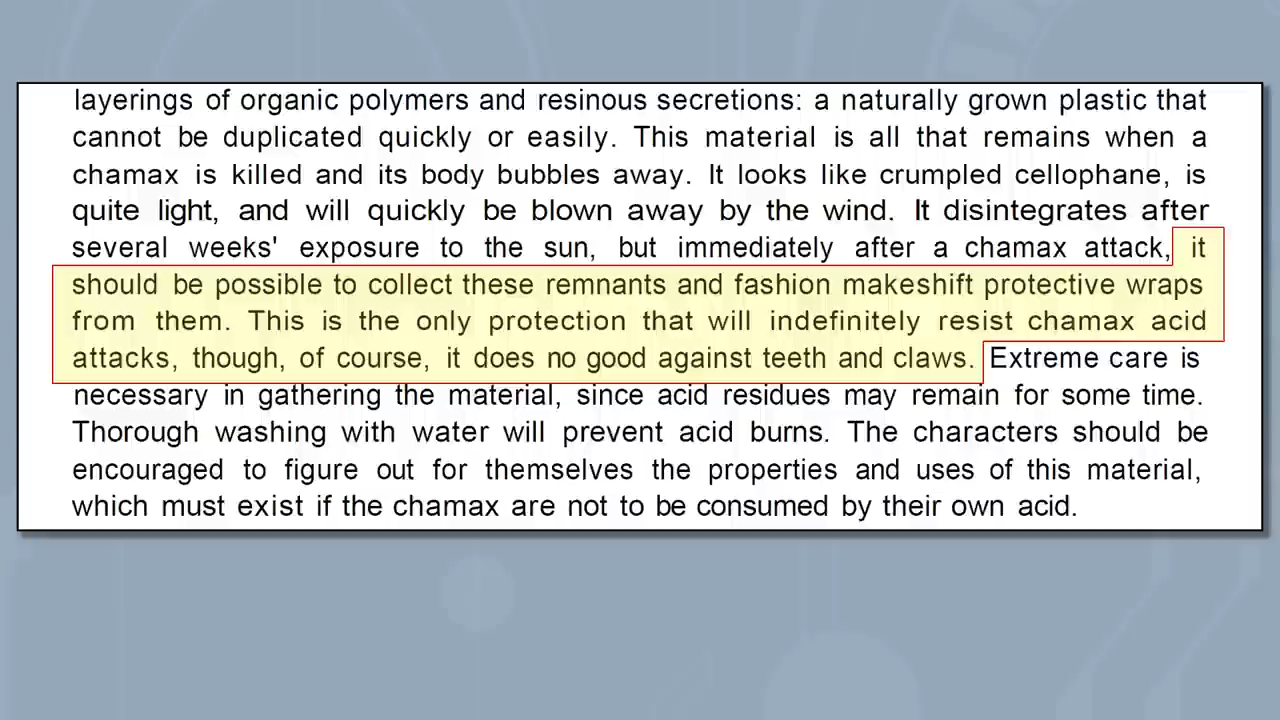 layerings of organic polymers and resinous secretions: a naturally grown plastic that
cannot be duplicated quickly or easily. This material is all that remains when a
chamax is killed and its body bubbles away. It looks like crumpled cellophane, is
quite light, and will quickly be blown away by the wind. It disintegrates after
several weeks' exposure to the sun, but immediately after a chamax attack, it
should be possible to collect these remnants and fashion makeshift protective wraps
from them. This is the only protection that will indefinitely resist chamax acid
attacks, though, of course, it does no good against teeth and claws. Extreme care is
necessary in gathering the material, since acid residues may remain for some time.
Thorough washing with water will prevent acid burns. The characters should be
encouraged to figure out for themselves the properties and uses of this material,
which must exist if the chamax are not to be consumed by their own acid.